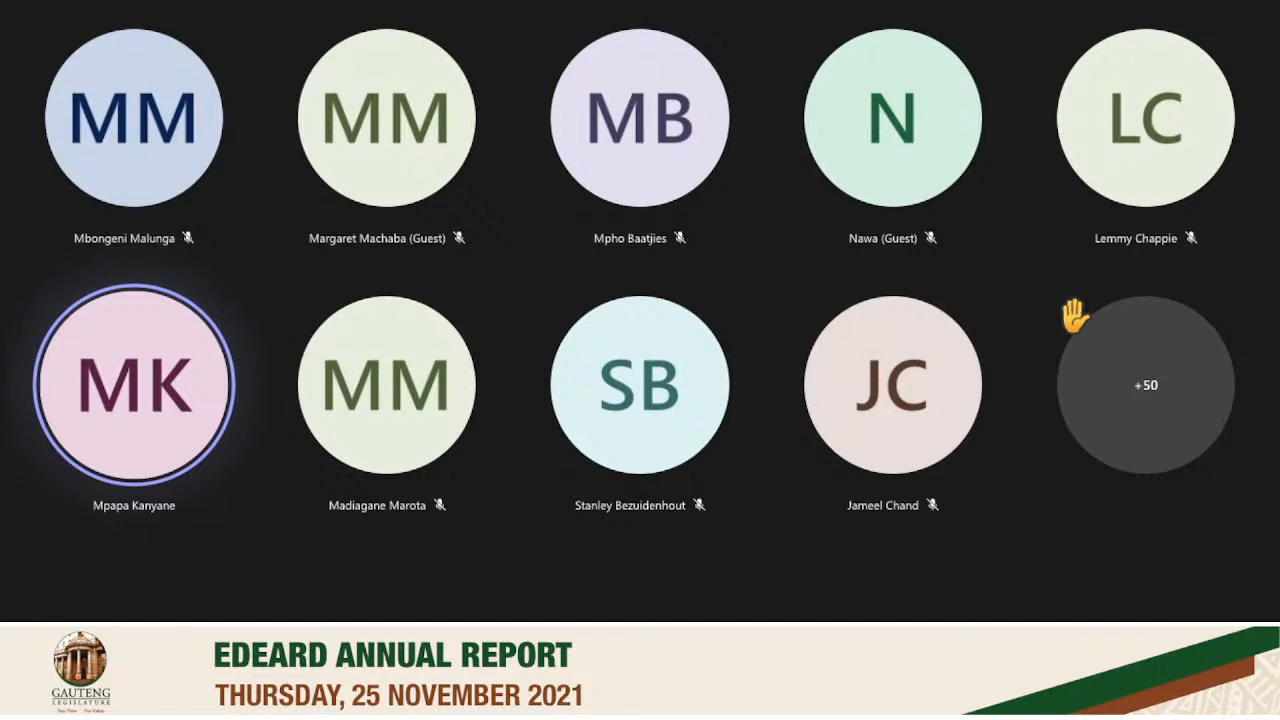 MM MM MB N LC
Mbongeni Malunga Margaret Machaba (Guest) Mpho Baatjies Nawa (Guest) Lemmy Chappie
MK MM SB JC +50
Mpapa Kanyane Madiagane Marota Stanley Bezuidenhout Jameel Chand
EDEARD ANNUAL REPORT
THURSDAY, 25 NOVEMBER 2021
GAUTENG
LEGISLATURE